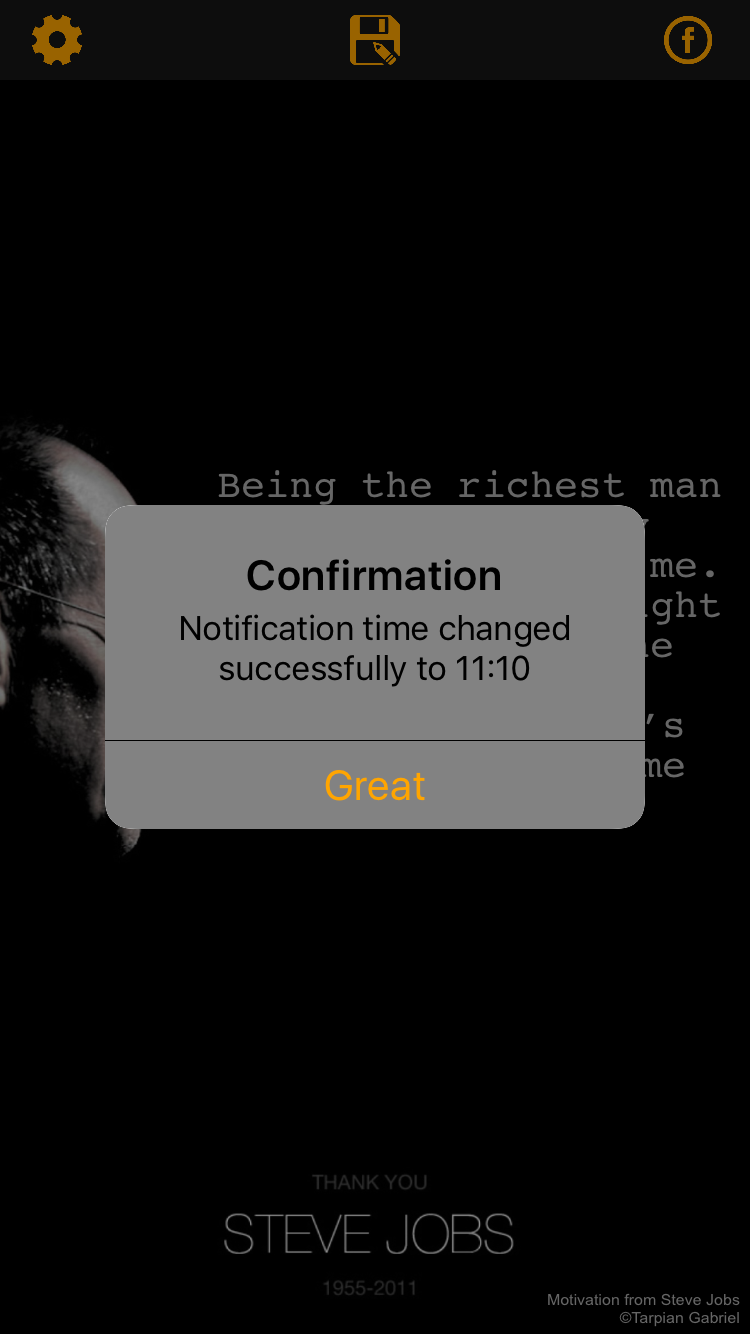 Being the richest man
me.
ght
Confirmation
Notification time changed
successfully to 11:10
's
me
Great
THANK YOU
STEVE JOBS
1955-2011
Motivation from Steve Jobs
©Tarpian Gabriel